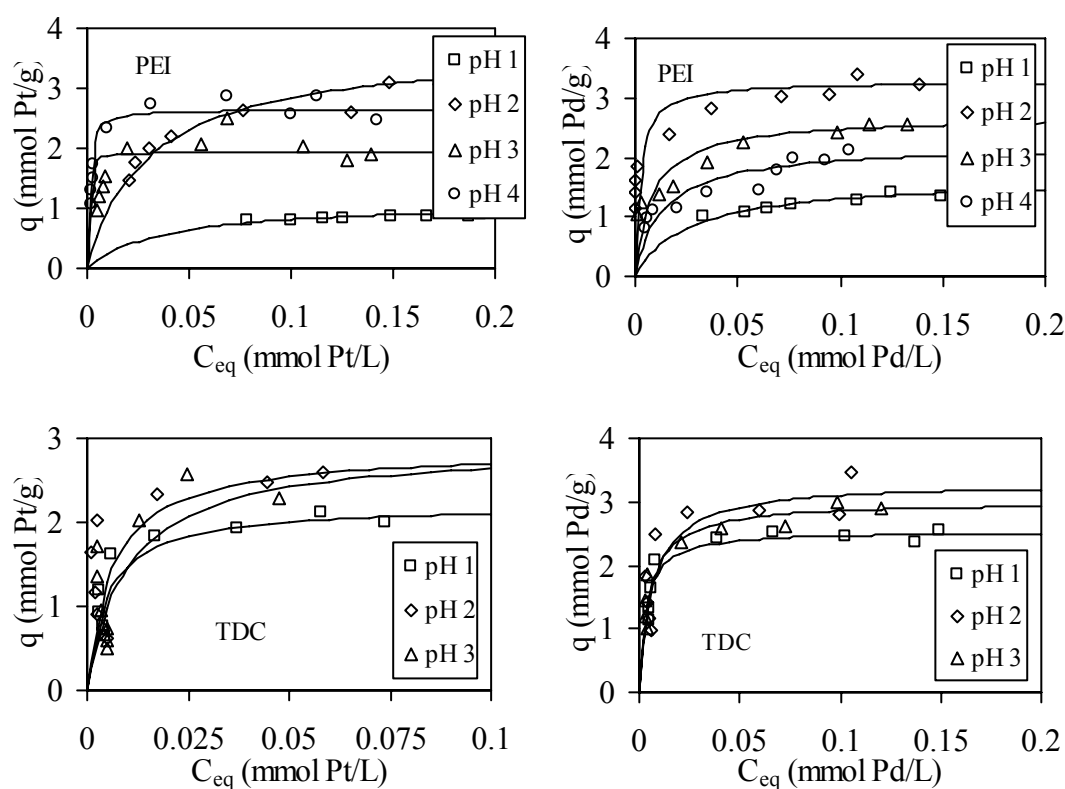 q (mmol Pt/g)
4
3
2
1
0
PEI
pH 1
pH 2
pH 3
pH 4
0 0.05 0.1 0.15 0.2
Ceq (mmol Pt/L)
q (mmol Pd/g)
4
3
2
1
0
PEI
pH 1
pH 2
pH 3
pH 4
0 0.05 0.1 0.15 0.2
Ceq (mmol Pd/L)
q (mmol Pt/g)
3
2
1
0
TDC
pH 1
pH 2
pH 3
0 0.025 0.05 0.075 0.1
Ceq (mmol Pt/L)
q (mmol Pd/g)
4
3
2
1
0
TDC
pH 1
pH 2
pH 3
0 0.05 0.1 0.15 0.2
Ceq (mmol Pd/L)